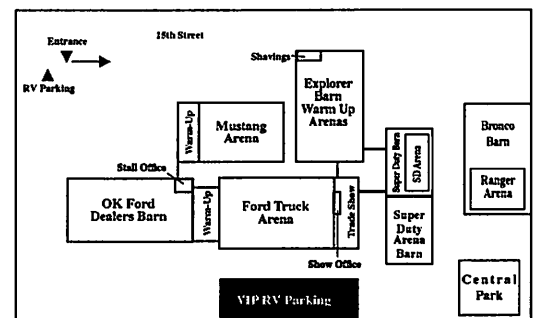 15th Street
Entrance
RV Parking
Shavings
Explorer
Barn
Warm Up
Arenas
Warm-Up
Mustang
Arena
Stall Office
Super Duty Barn
SD Arena
Bronco
Barn
Ranger
Arena
OK Ford
Dealers Barn
Warm-Up
Ford Truck
Arena
Trade Show
Super
Duty
Arena
Barn
Show Office
VIP RV Parking
Central
Park